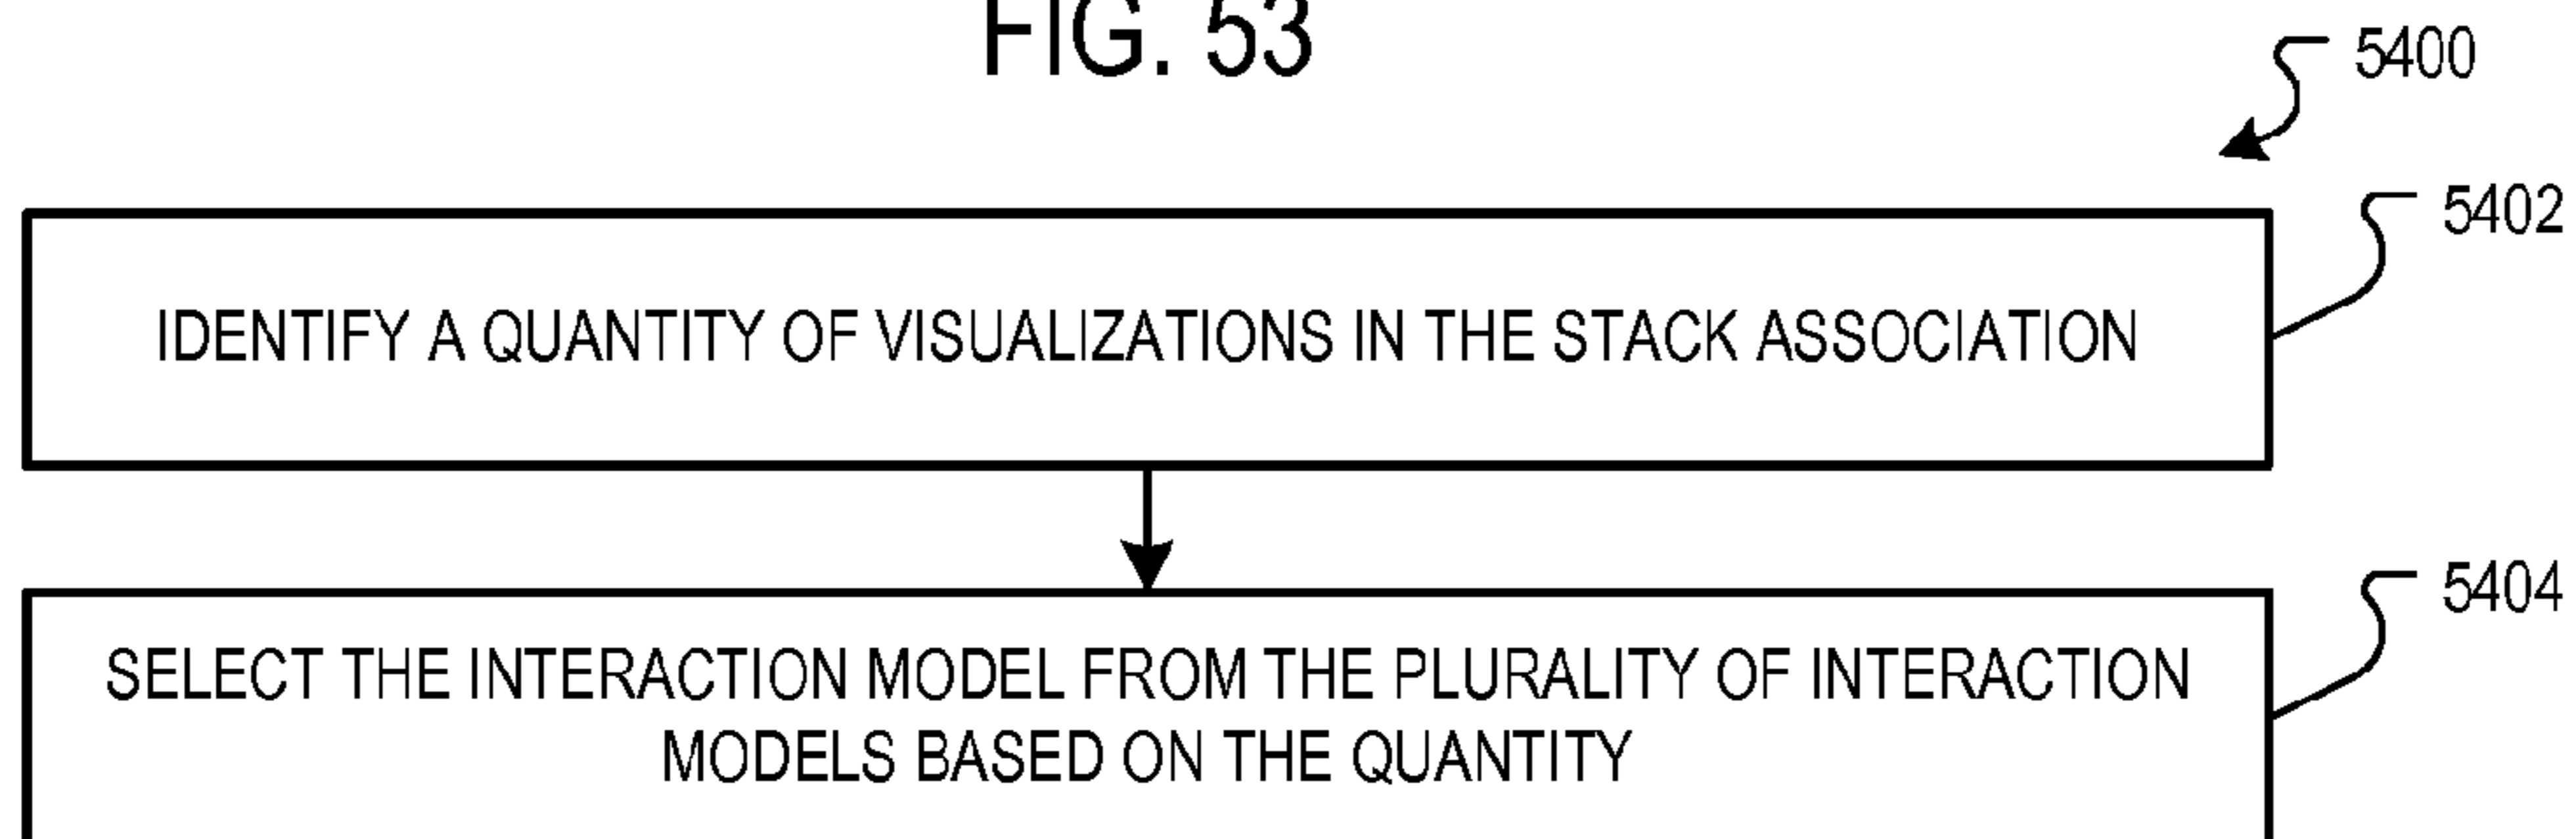 FIG. 53
5400
5402
IDENTIFY A QUANTITY OF VISUALIZATIONS IN THE STACK ASSOCIATION
5404
SELECT THE INTERACTION MODEL FROM THE PLURALITY OF INTERACTION
MODELS BASED ON THE QUANTITY